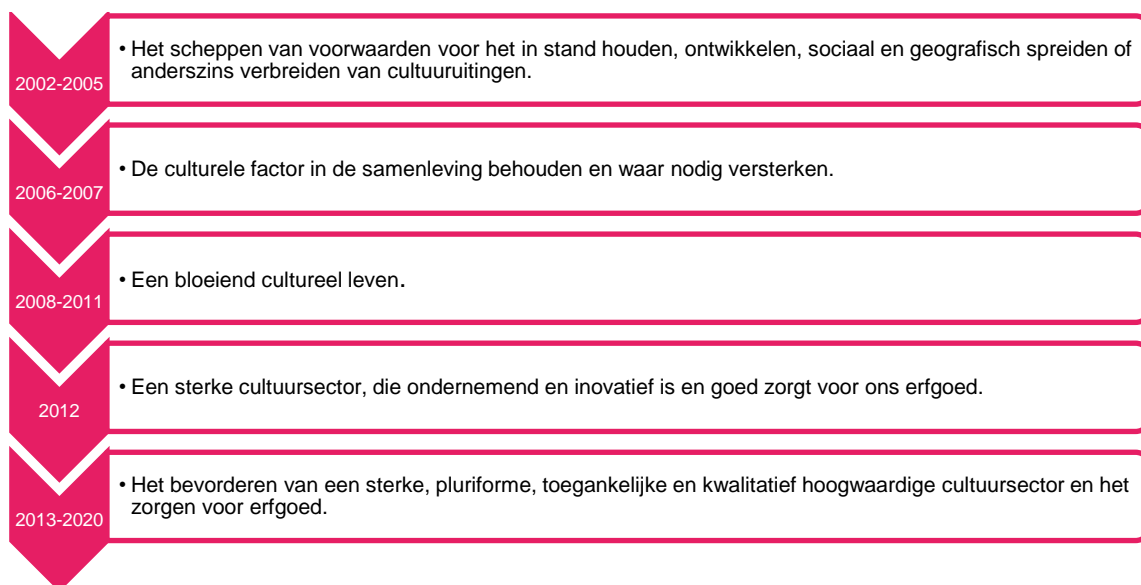 2002-2005
• Het scheppen van voorwaarden voor het in stand houden, ontwikkelen, sociaal en geografisch spreiden of
anderszins verbreiden van cultuuruitingen.
2006-2007
• De culturele factor in de samenleving behouden en waar nodig versterken.
2008-2011
• Een bloeiend cultureel leven.
2012
• Een sterke cultuursector, die ondernemend en inovatief is en goed zorgt voor ons erfgoed.
2013-2020
• Het bevorderen van een sterke, pluriforme, toegankelijke en kwalitatief hoogwaardige cultuursector en het
zorgen voor erfgoed.